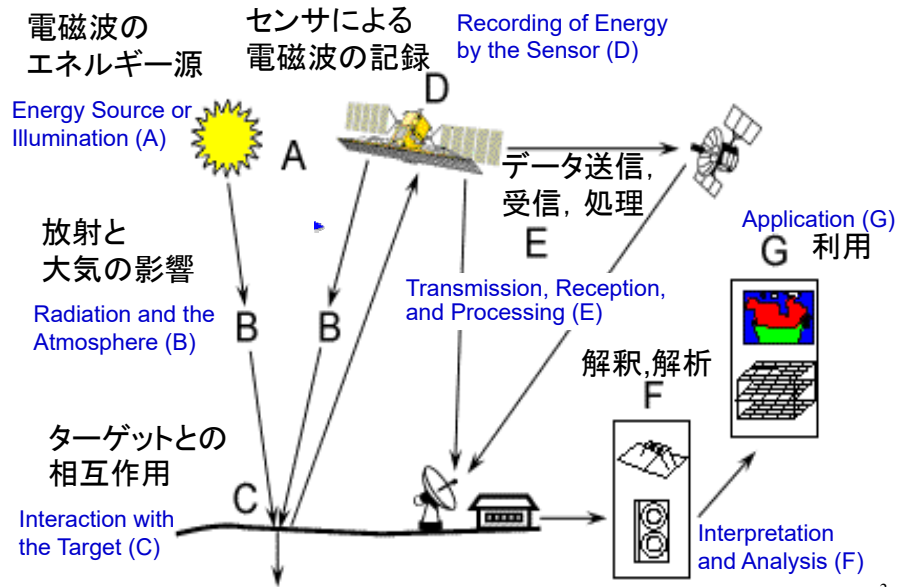 電磁波の
エネルギー源
Energy Source or
Illumination (A)
センサによる
電磁波の記録
Recording of Energy
by the Sensor (D)
D
A
データ送信,
受信, 処理
E
Transmission, Reception,
and Processing (E)
放射と
大気の影響
Radiation and the
Atmosphere (B)
B
B
ターゲットとの
相互作用
C
Interaction with
the Target (C)
解釈,解析
F
Interpretation
and Analysis (F)
Application (G)
G 利用